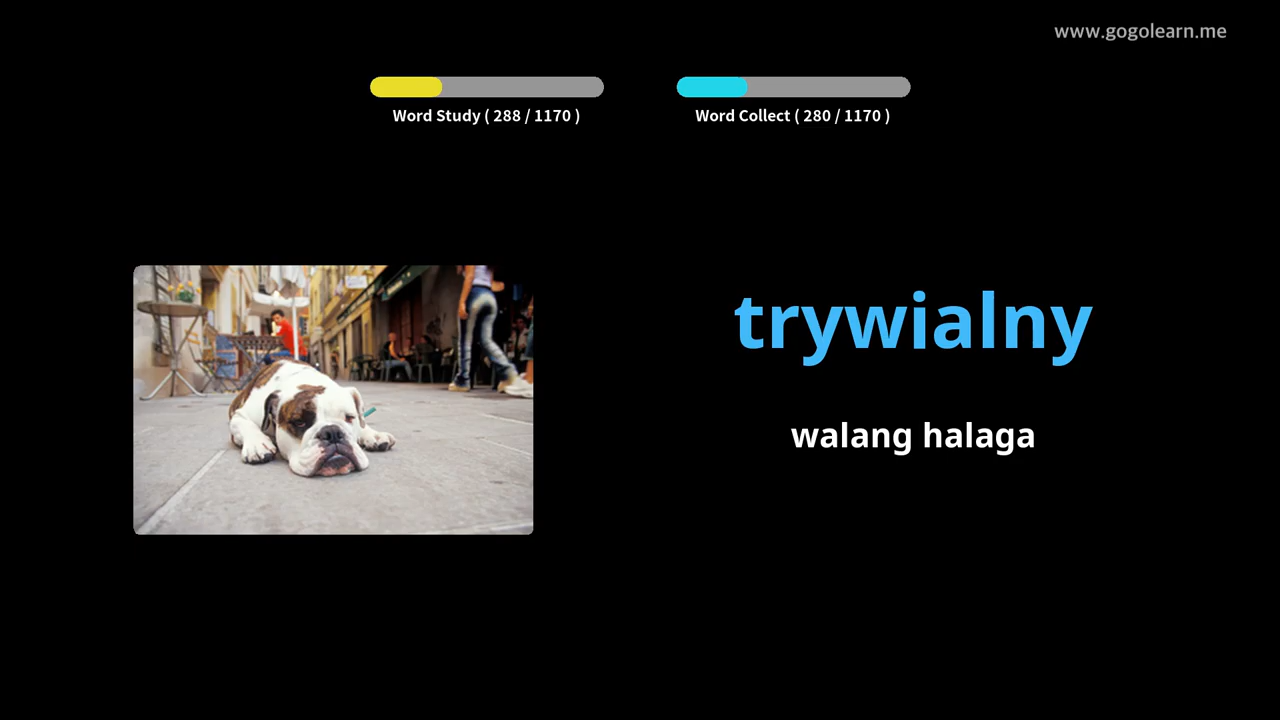 www.gogolearn.me
Word Study ( 288 / 1170 )
Word Collect ( 280 / 1170 )
trywialny
walang halaga